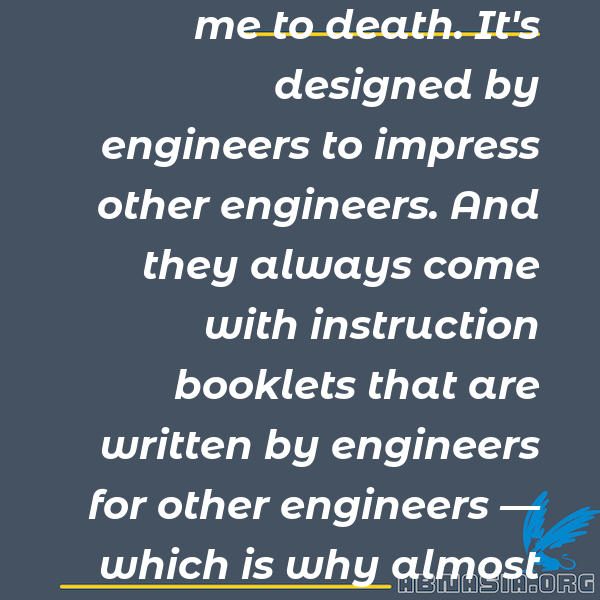 me to death. It's
designed by
engineers to impress
other engineers. And
they always come
with instruction
booklets that are
written by engineers
for other engineers —
which is why almost
ABNASIA.ORG